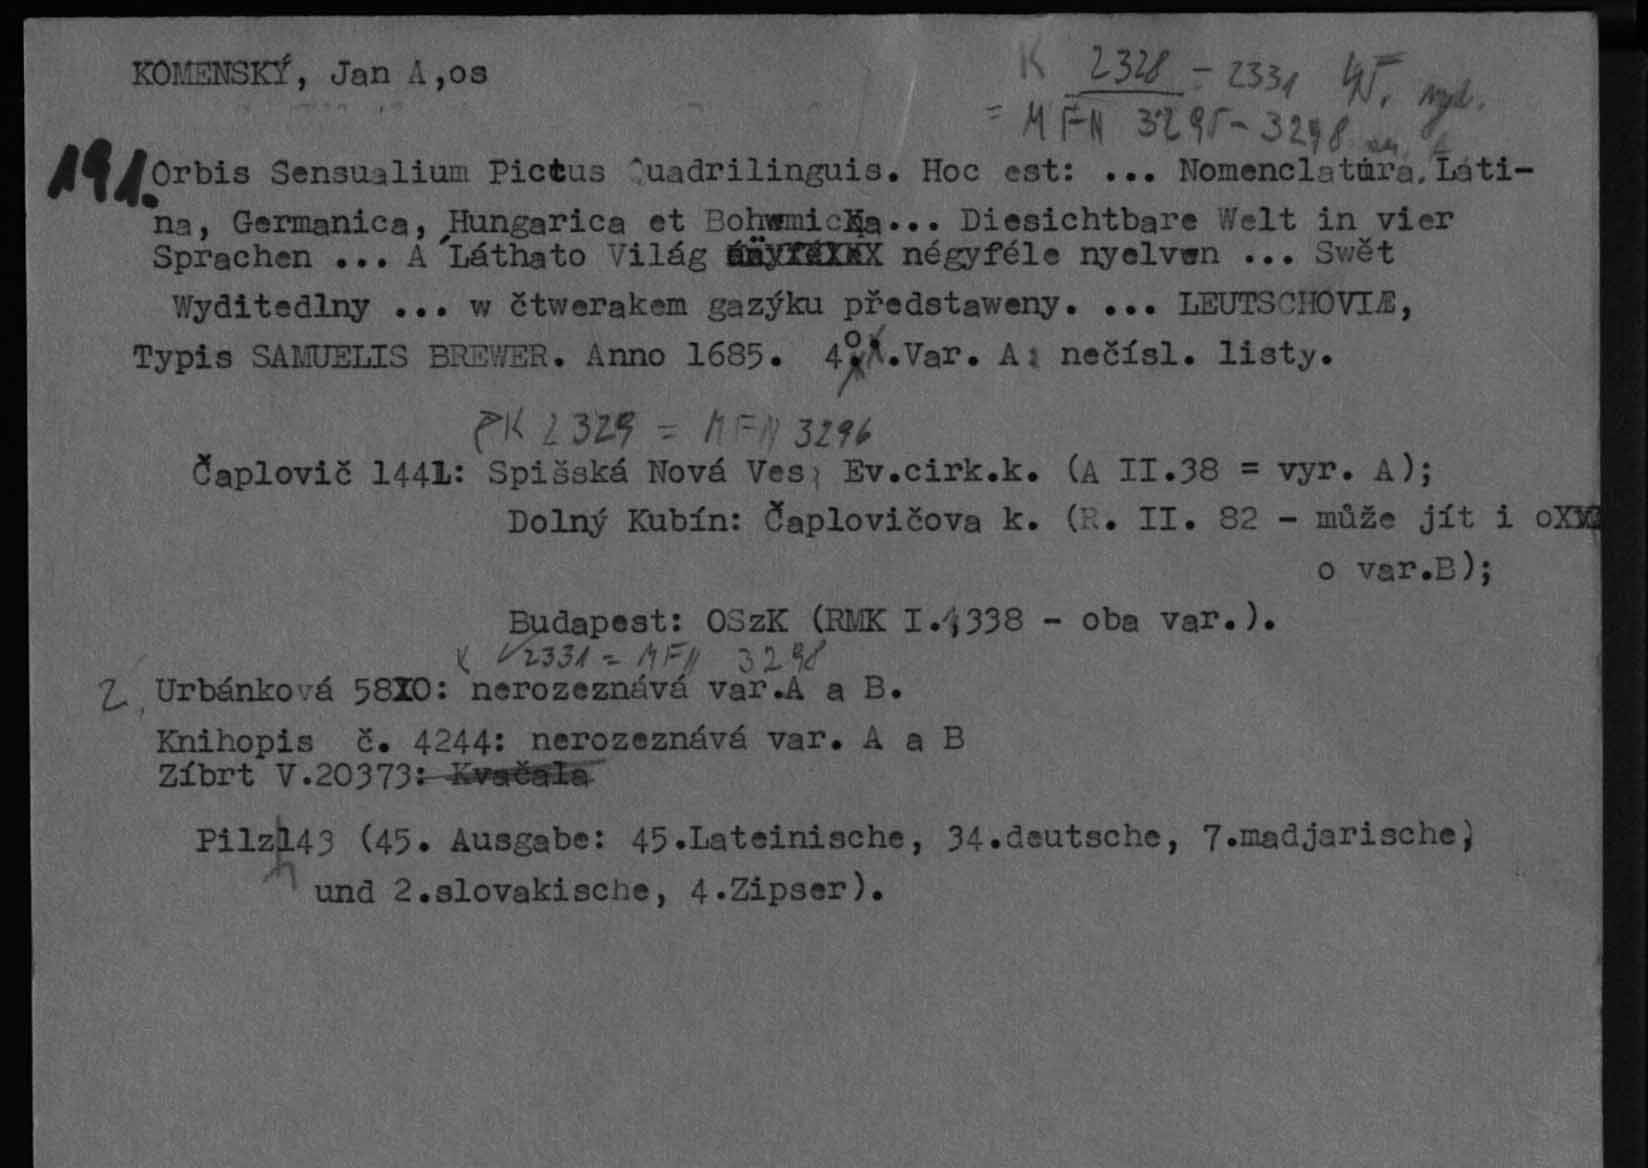 KOMENSKÝ, Jan A,os
K 2328 - 2331
= MFN 3295-3298
191. Orbis Sensualium Pictus Quadrilinguis. Hoc est: ... Nomenclatura Lati-
na, Germanica, Hungarica et Bohemica... Diesichtbare Welt in vier
Sprachen ... A Láthato Világ négyféle nyelven ... Swět
Wyditedlny ... w čtwerakem gazýku představeny. ... LEUTSCHOVIÆ,
Typis SAMUELIS BREWER. Anno 1685. 4º. Var. A: nečísl. listy.
K 2329 = MFN 3296
Čaplovič 1441: Spišská Nová Ves, Ev.cirk.k. (A II.38 = vyr. A);
Dolný Kubín: Čaplovičova k. (R. II. 82 - může jít i
o var.B);
Budapest: OSzK (RMK I.1338 - oba var.).
K 2331 = MFN 3298
2, Urbánková 5810: nerozeznává var.A a B.
Knihopis č. 4244: nerozeznává var. A a B
Zíbrt V.20373: Kvačala
Pilz 143 (45. Ausgabe: 45.Lateinische, 34.deutsche, 7.madjarische,
und 2.slovakische, 4.Zipser).